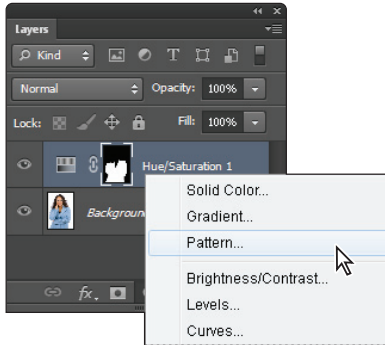 Layers
Kind T
Normal Opacity: 100%
Lock: Fill: 100%
Hue/Saturation 1
Background
Solid Color...
Gradient...
Pattern...
Brightness/Contrast...
fx.
Levels...
Curves...